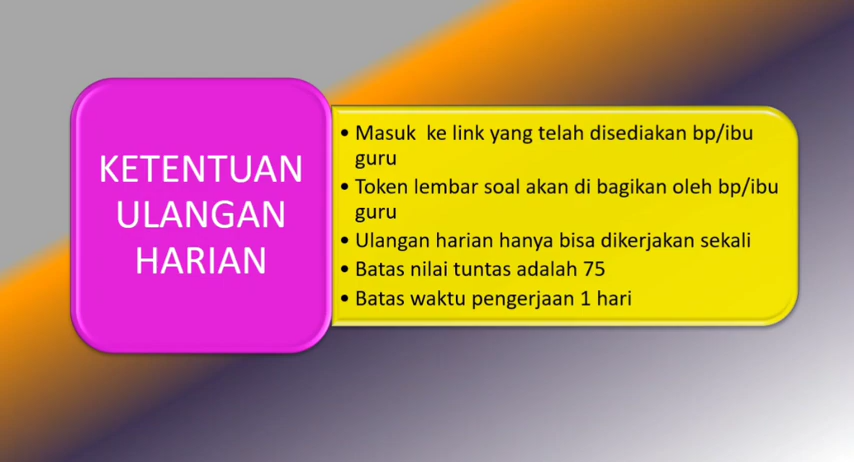 KETENTUAN
ULANGAN
HARIAN
• Masuk ke link yang telah disediakan bp/ibu
guru
• Token lembar soal akan di bagikan oleh bp/ibu
guru
• Ulangan harian hanya bisa dikerjakan sekali
• Batas nilai tuntas adalah 75
• Batas waktu pengerjaan 1 hari